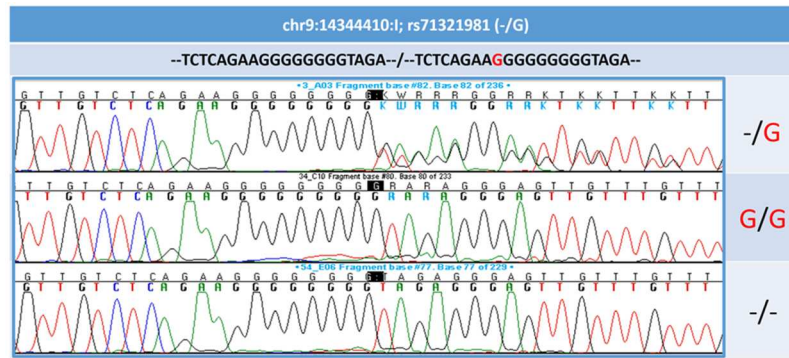 chr9:14344410:I; rs71321981 (-/G)
--TCTCAGAAGGGGGGGGTAGA--/--TCTCAGAAGGGGGGGGGTAGA--
•3_A03 Fragment base #82. Base 82 of 236•
G T T G T C T C A G A A G G G G G G G G K W R R R G G R R K T K K T T K K T T
G T T G T C T C A G A A G G G G G G G G K W R R R G G R R K T K K T T K K T T
-/G
34_C10 Fragment base #80. Base 80 of 233
T T G T C T C A G A A G G G G G G G G G R A R A G G G A G T T G T T T G T T T
T T G T C T C A G A A G G G G G G G G G R A R A G G G A G T T G T T T G T T T
G/G
•54_E06 Fragment base #77. Base 77 of 229•
G T T G T C T C A G A A G G G G G G G G T A G A G G G A G T T G T T T G T T T
G T T G T C T C A G A A G G G G G G G G T A G A G G G A G T T G T T T G T T T
-/-